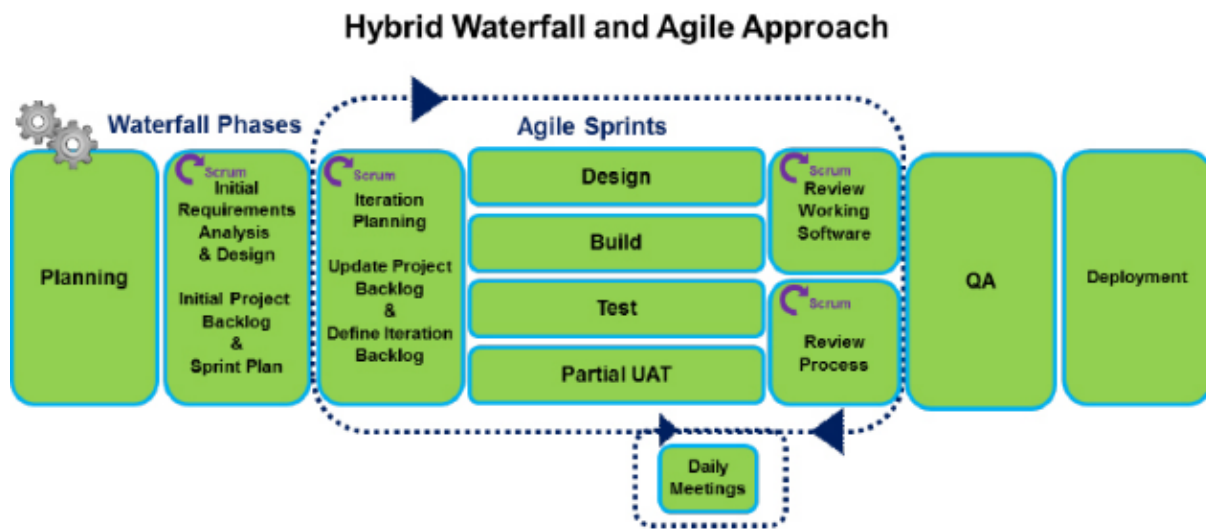 Hybrid Waterfall and Agile Approach
Waterfall Phases
Agile Sprints
Planning
Scrum
Initial
Requirements
Analysis
& Design
Initial Project
Backlog
&
Sprint Plan
Scrum
Iteration
Planning
Update Project
Backlog
&
Define Iteration
Backlog
Design
Build
Test
Partial UAT
Scrum
Review
Working
Software
Scrum
Review
Process
QA
Deployment
Daily
Meetings